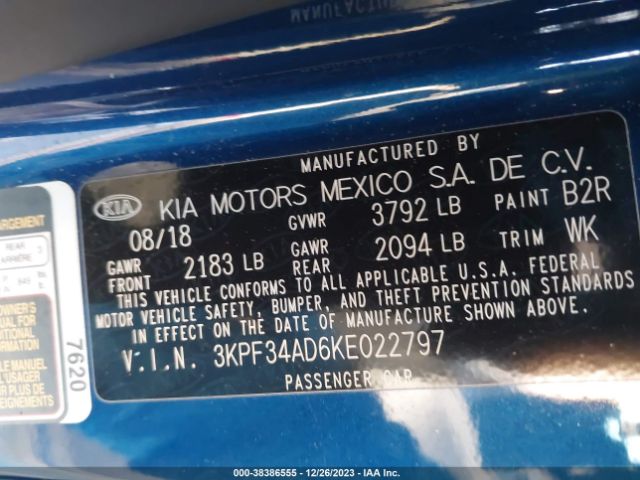 MANUFACTURED BY
KIA KIA MOTORS MEXICO S.A. DE C.V.
08/18 GVWR 3792 LB PAINT B2R
GAWR FRONT 2183 LB GAWR REAR 2094 LB TRIM WK
THIS VEHICLE CONFORMS TO ALL APPLICABLE U.S.A. FEDERAL
MOTOR VEHICLE SAFETY, BUMPER, AND THEFT PREVENTION STANDARDS
IN EFFECT ON THE DATE OF MANUFACTURE SHOWN ABOVE.
V.I.N. 3KPF34AD6KE022797
PASSENGER CAR
REAR
3
7620
000-38386555 - 12/26/2023 - IAA Inc.